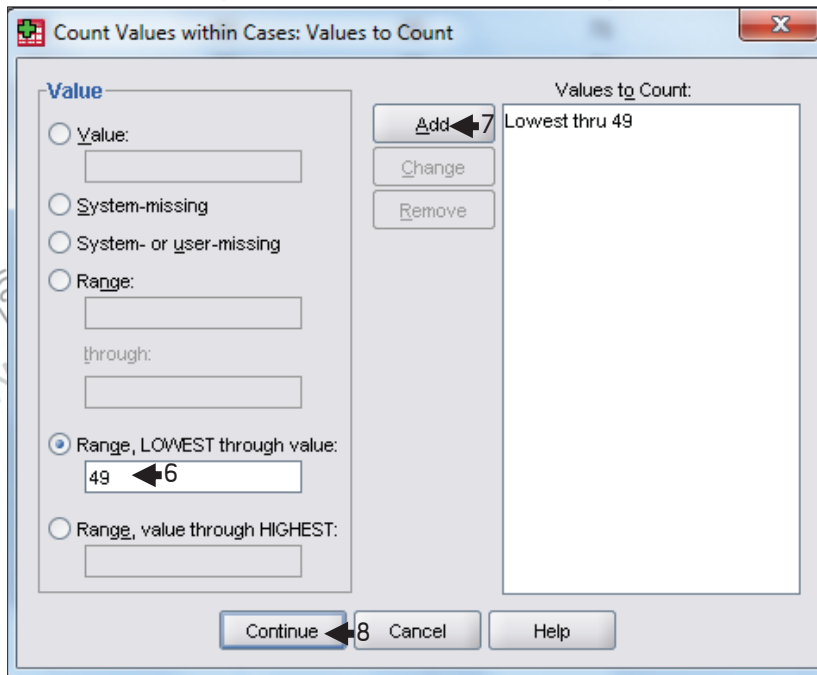 Count Values within Cases: Values to Count
Value
Value:
System-missing
System- or user-missing
Range:
through:
Range, LOWEST through value:
49 6
Range, value through HIGHEST:
Add 7
Change
Remove
Values to Count:
Lowest thru 49
Continue 8 Cancel Help